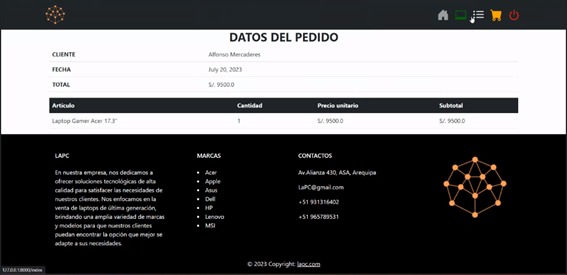 DATOS DEL PEDIDO
CLIENTE Alfonso Mercaderes
FECHA July 20, 2023
TOTAL S/. 9500.0
Artículo Cantidad Precio unitario Subtotal
Laptop Gamer Acer 17.3" 1 S/. 9500.0 S/. 9500.0
LAPC
En nuestra empresa, nos dedicamos a
ofrecer soluciones tecnológicas de alta
calidad para satisfacer las necesidades de
nuestros clientes. Nos enfocamos en la
venta de laptops de última generación,
brindando una amplia variedad de marcas
y modelos para que nuestros clientes
puedan encontrar la opción que mejor se
adapte a sus necesidades.
MARCAS
• Acer
• Apple
• Asus
• Dell
• HP
• Lenovo
• MSI
CONTACTOS
Av.Alianza 430, ASA, Arequipa
LaPC@gmail.com
+51 931316402
+51 965789531
© 2023 Copyright: lapc.com
127.0.0.1:8000/index